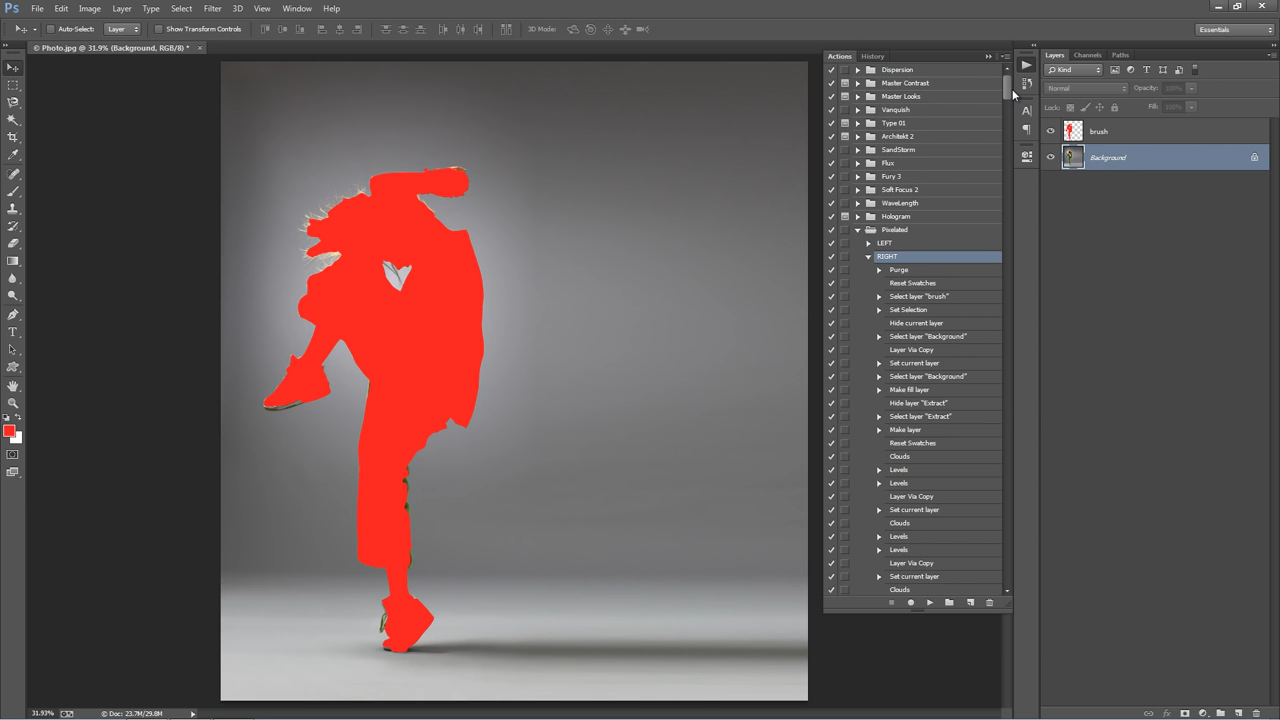 Ps File Edit Image Layer Type Select Filter 3D View Window Help
Auto-Select: Layer Show Transform Controls 3D Mode: Essentials
© Photo.jpg @ 31.9% (Background, RGB/8) * ×
Actions History
Dispersion
Master Contrast
Master Looks
Vanquish
Type 01
Architekt 2
SandStorm
Flux
Fury 3
Soft Focus 2
WaveLength
Hologram
Pixelated
LEFT
RIGHT
Purge
Reset Swatches
Select layer "brush"
Set Selection
Hide current layer
Select layer "Background"
Layer Via Copy
Set current layer
Select layer "Background"
Make fill layer
Hide layer "Extract"
Select layer "Extract"
Make layer
Reset Swatches
Clouds
Levels
Levels
Layer Via Copy
Set current layer
Clouds
Levels
Levels
Layer Via Copy
Set current layer
Clouds
Layers Channels Paths
Kind
Normal Opacity: 100%
Lock: Fill: 100%
brush
Background
31.93% Doc: 23.7M/29.8M